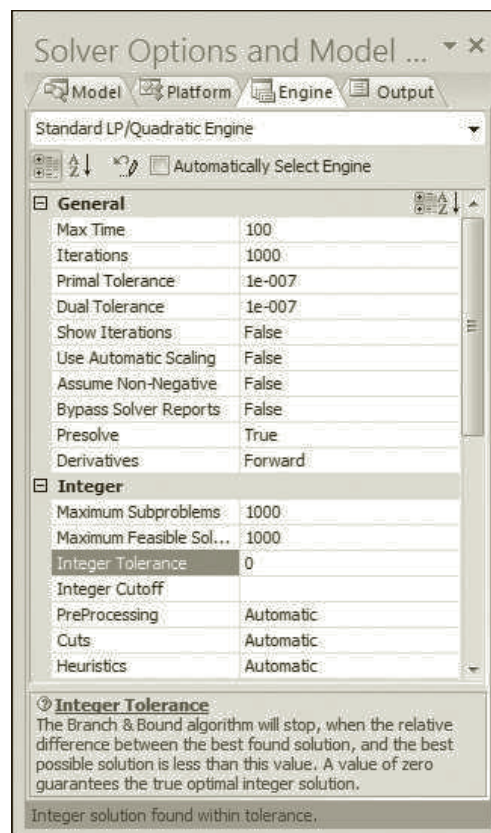 Solver Options and Model ...
Model Platform Engine Output
Standard LP/Quadratic Engine
Automatically Select Engine
General
Max Time 100
Iterations 1000
Primal Tolerance 1e-007
Dual Tolerance 1e-007
Show Iterations False
Use Automatic Scaling False
Assume Non-Negative False
Bypass Solver Reports False
Presolve True
Derivatives Forward
Integer
Maximum Subproblems 1000
Maximum Feasible Sol... 1000
Integer Tolerance 0
Integer Cutoff
PreProcessing Automatic
Cuts Automatic
Heuristics Automatic
Integer Tolerance
The Branch & Bound algorithm will stop, when the relative
difference between the best found solution, and the best
possible solution is less than this value. A value of zero
guarantees the true optimal integer solution.
Integer solution found within tolerance.